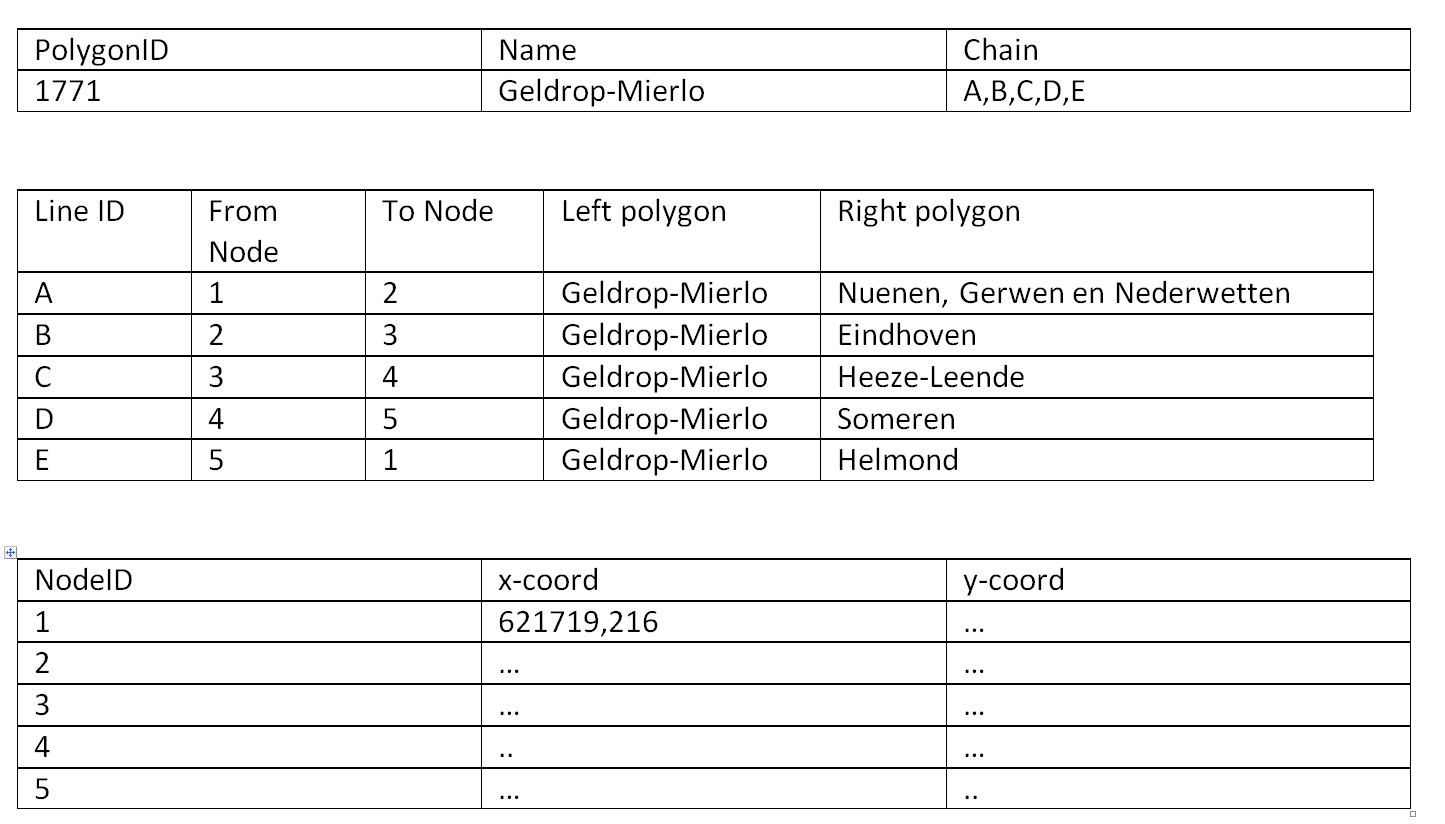 PolygonID Name Chain
1771 Geldrop-Mierlo A,B,C,D,E
Line ID From Node To Node Left polygon Right polygon
A 1 2 Geldrop-Mierlo Nuenen, Gerwen en Nederwetten
B 2 3 Geldrop-Mierlo Eindhoven
C 3 4 Geldrop-Mierlo Heeze-Leende
D 4 5 Geldrop-Mierlo Someren
E 5 1 Geldrop-Mierlo Helmond
NodeID x-coord y-coord
1 621719,216 ...
2 ... ...
3 ... ...
4 .. ...
5 ... ..